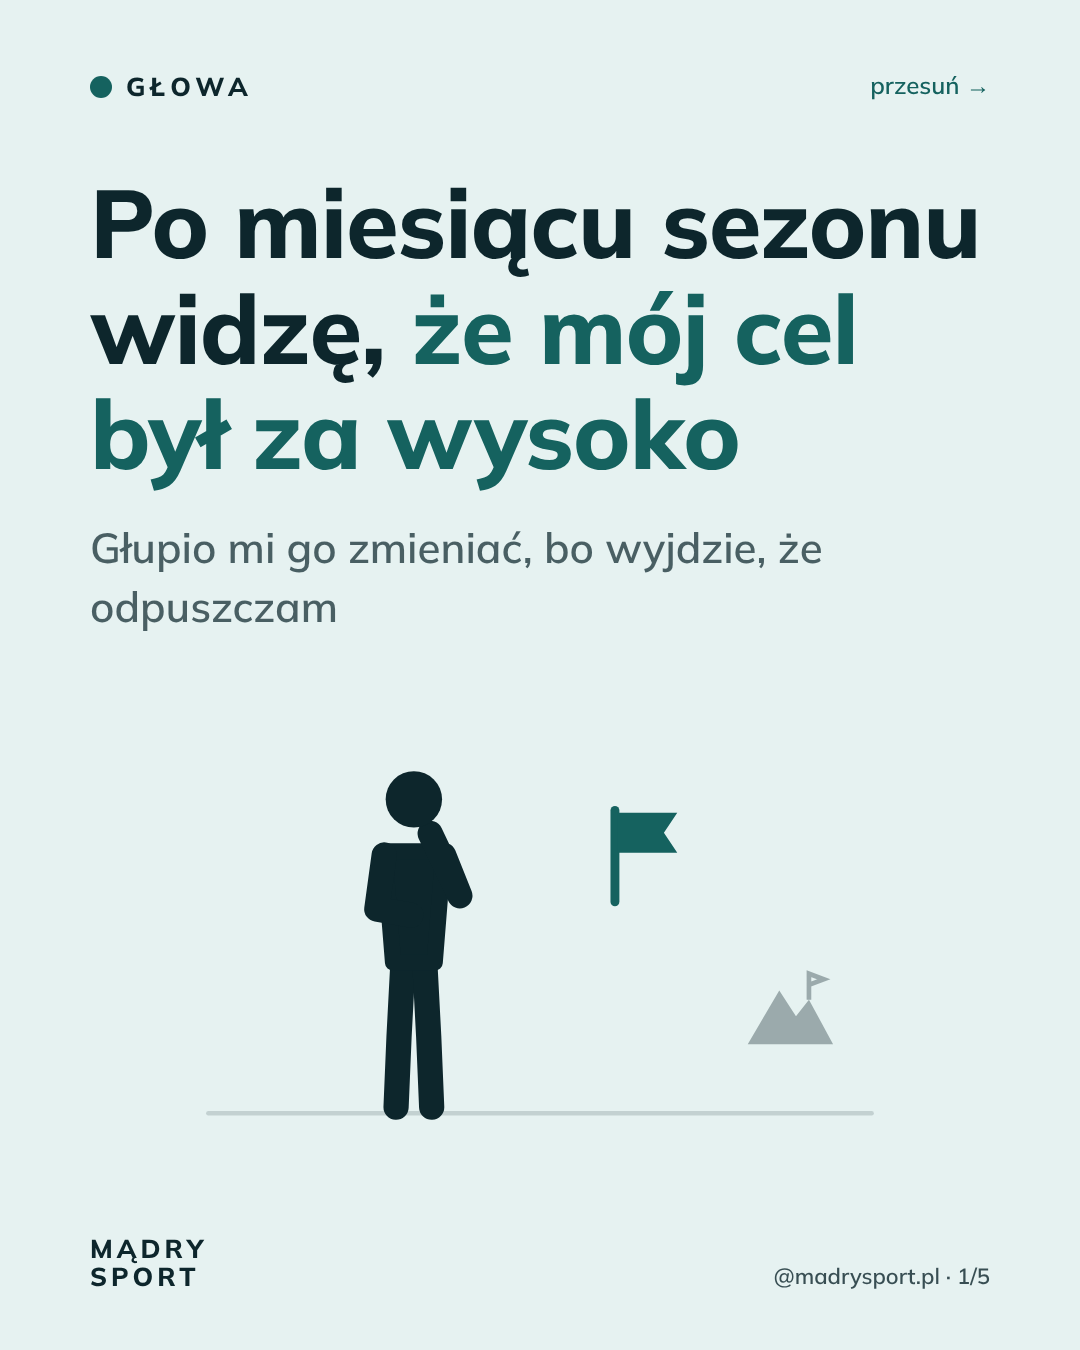 GŁOWA
przesuń →
Po miesiącu sezonu
widzę, że mój cel
był za wysoko
Głupio mi go zmieniać, bo wyjdzie, że
odpuszczam
MĄDRY
SPORT
@madrysport.pl · 1/5